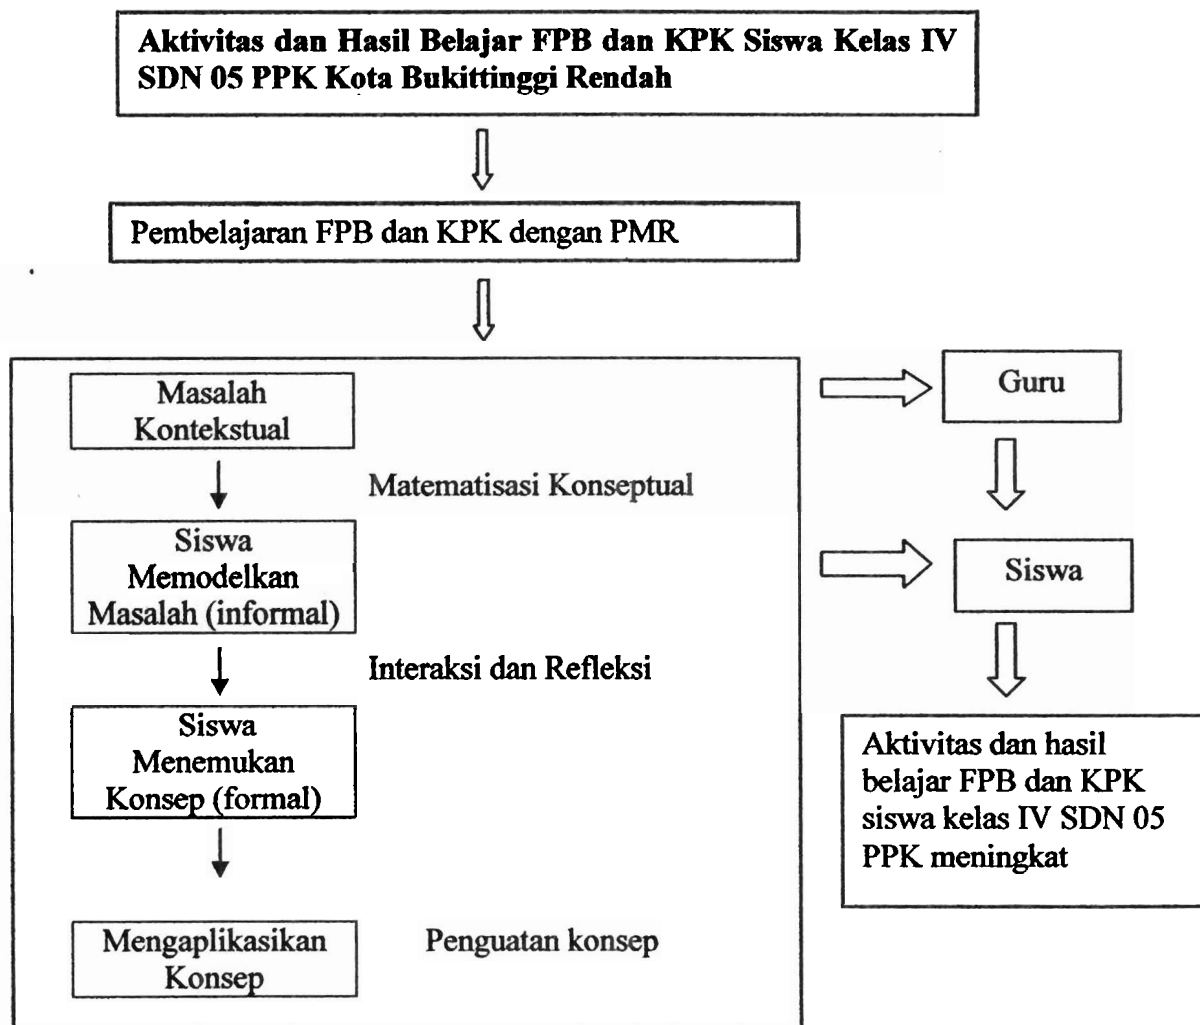 Aktivitas dan Hasil Belajar FPB dan KPK Siswa Kelas IV
SDN 05 PPK Kota Bukittinggi Rendah
Pembelajaran FPB dan KPK dengan PMR
Masalah
Kontekstual
Matematisasi Konseptual
Siswa
Memodelkan
Masalah (informal)
Interaksi dan Refleksi
Siswa
Menemukan
Konsep (formal)
Mengaplikasikan
Konsep
Penguatan konsep
Guru
Siswa
Aktivitas dan hasil
belajar FPB dan KPK
siswa kelas IV SDN 05
PPK meningkat